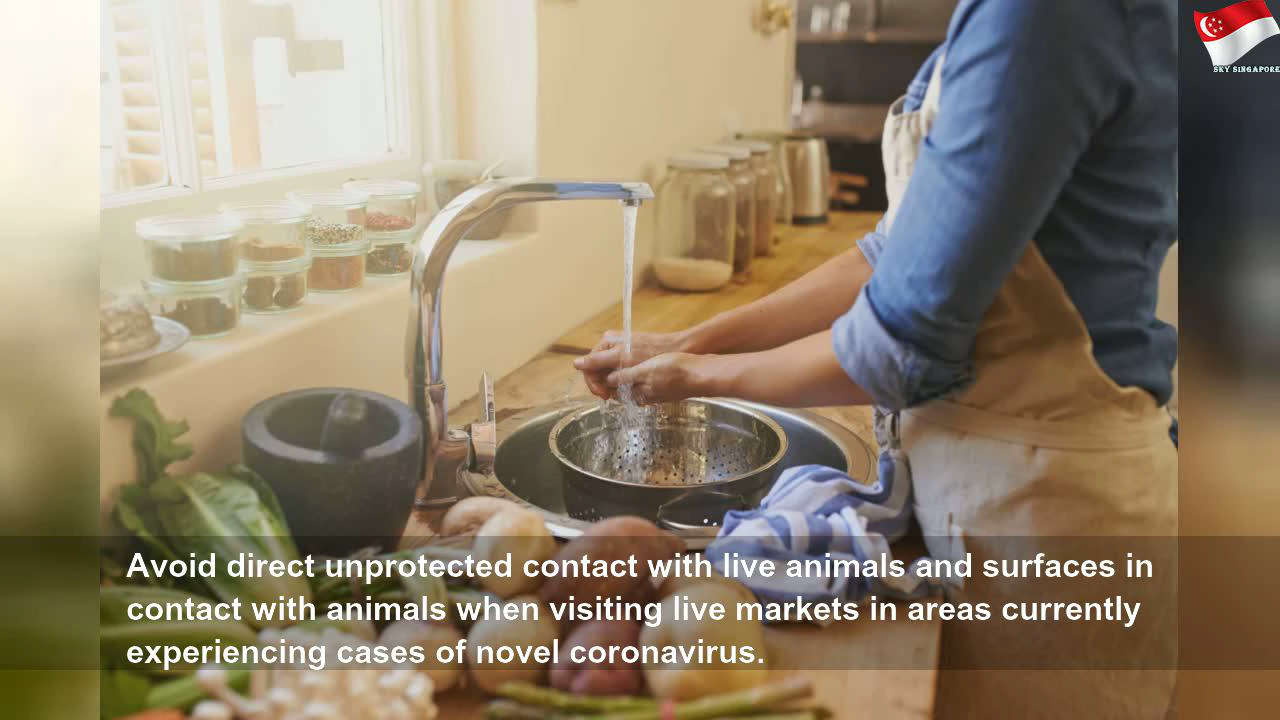 SKY SINGAPORE
Avoid direct unprotected contact with live animals and surfaces in
contact with animals when visiting live markets in areas currently
experiencing cases of novel coronavirus.